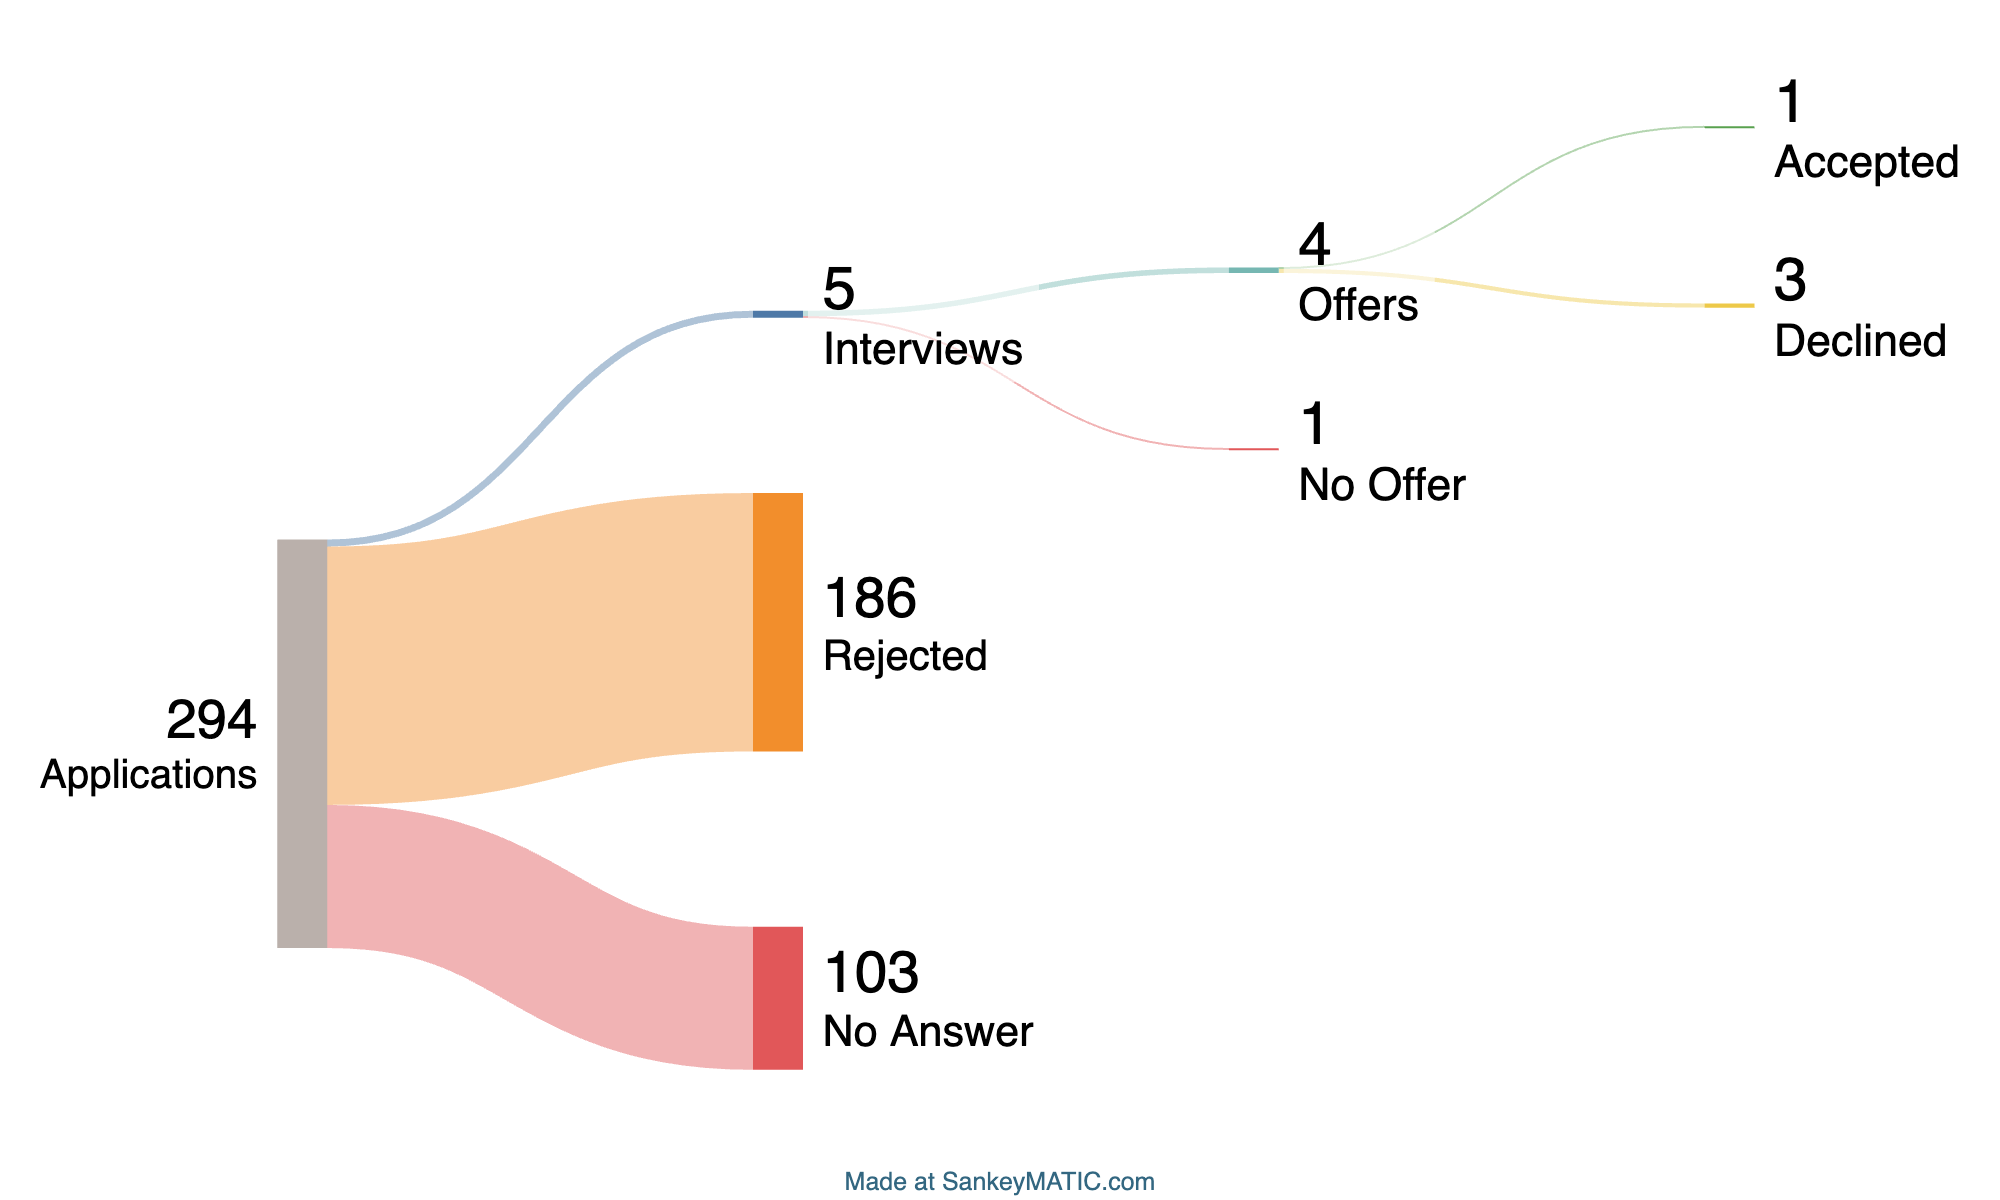 294
Applications
5
Interviews
186
Rejected
103
No Answer
4
Offers
1
No Offer
1
Accepted
3
Declined
Made at SankeyMATIC.com